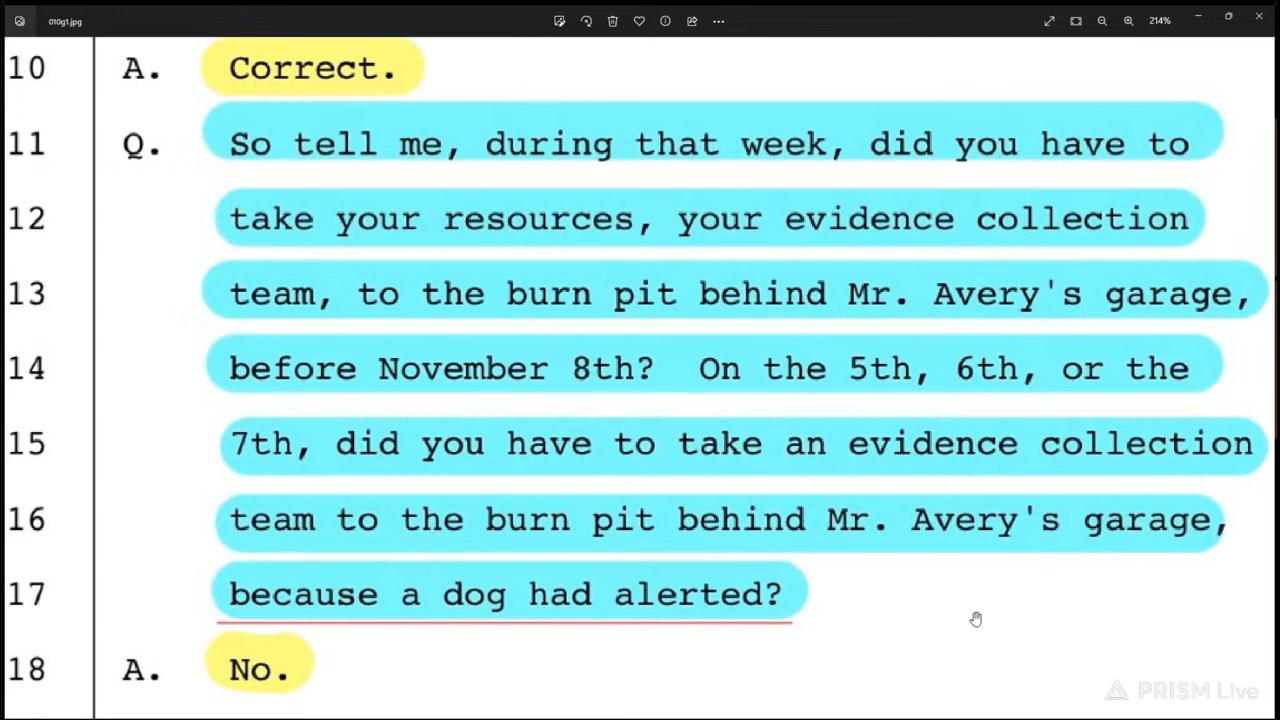 010g1.jpg
214%
10 A. Correct.
11 Q. So tell me, during that week, did you have to
12 take your resources, your evidence collection
13 team, to the burn pit behind Mr. Avery's garage,
14 before November 8th? On the 5th, 6th, or the
15 7th, did you have to take an evidence collection
16 team to the burn pit behind Mr. Avery's garage,
17 because a dog had alerted?
18 A. No.
PRISM Live